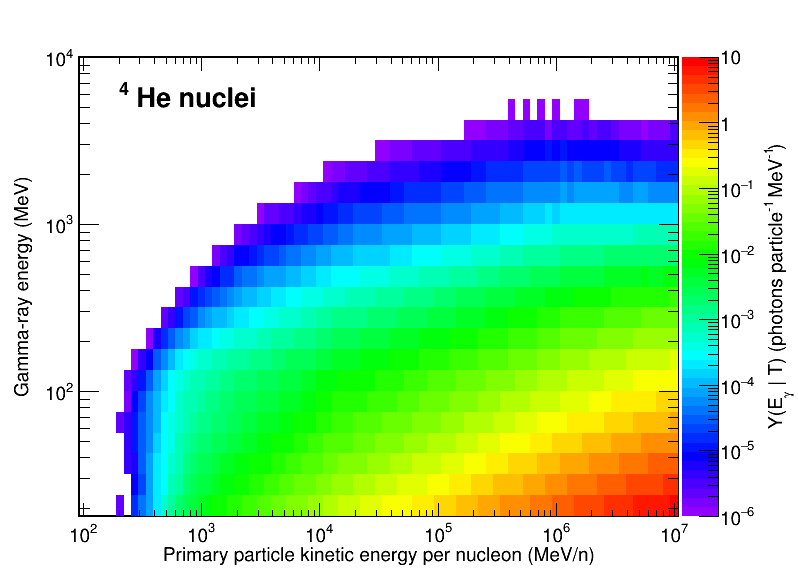 ⁴ He nuclei
Gamma-ray energy (MeV)
10⁴
10³
10²
10² 10³ 10⁴ 10⁵ 10⁶ 10⁷
Primary particle kinetic energy per nucleon (MeV/n)
10
1
10⁻¹
10⁻²
10⁻³
10⁻⁴
10⁻⁵
10⁻⁶
Y(E_γ | T) (photons particle⁻¹ MeV⁻¹)